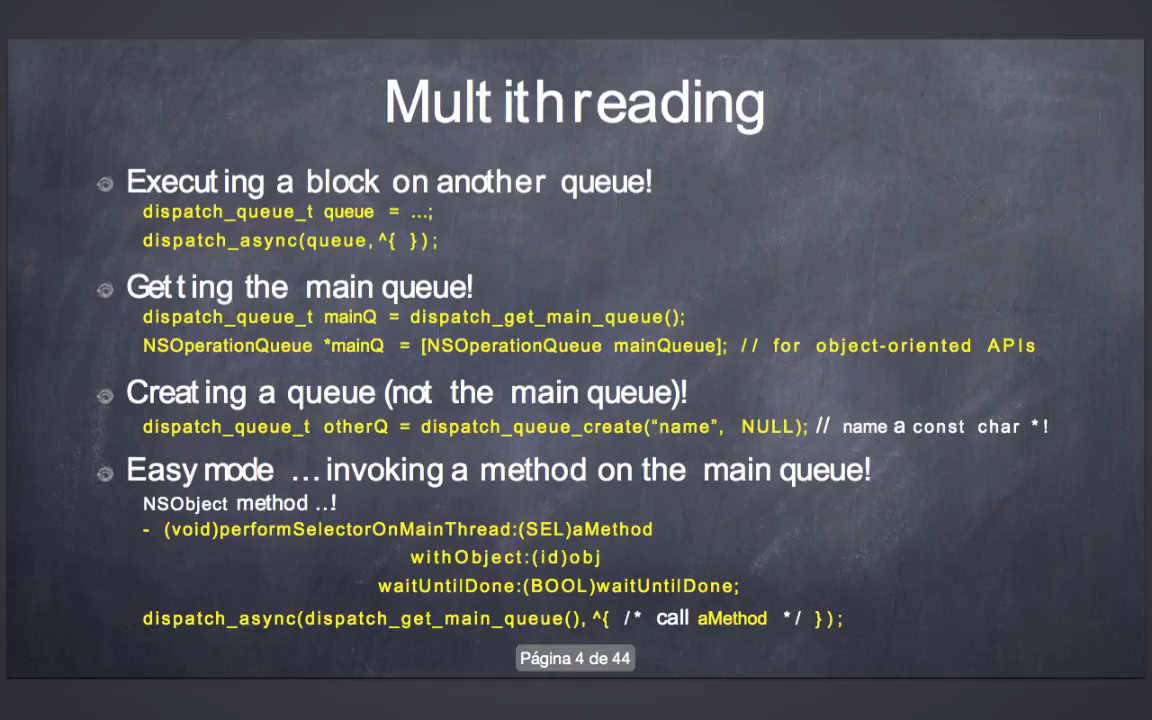 Multithreading
Executing a block on another queue!
dispatch_queue_t queue = ...;
dispatch_async(queue, ^{ });
Getting the main queue!
dispatch_queue_t mainQ = dispatch_get_main_queue();
NSOperationQueue *mainQ = [NSOperationQueue mainQueue]; // for object-oriented APIs
Creating a queue (not the main queue)!
dispatch_queue_t otherQ = dispatch_queue_create(“name”, NULL); // name a const char *!
Easy mode ... invoking a method on the main queue!
NSObject method ..!
- (void)performSelectorOnMainThread:(SEL)aMethod
withObject:(id)obj
waitUntilDone:(BOOL)waitUntilDone;
dispatch_async(dispatch_get_main_queue(), ^{ /* call aMethod */ });
Página 4 de 44